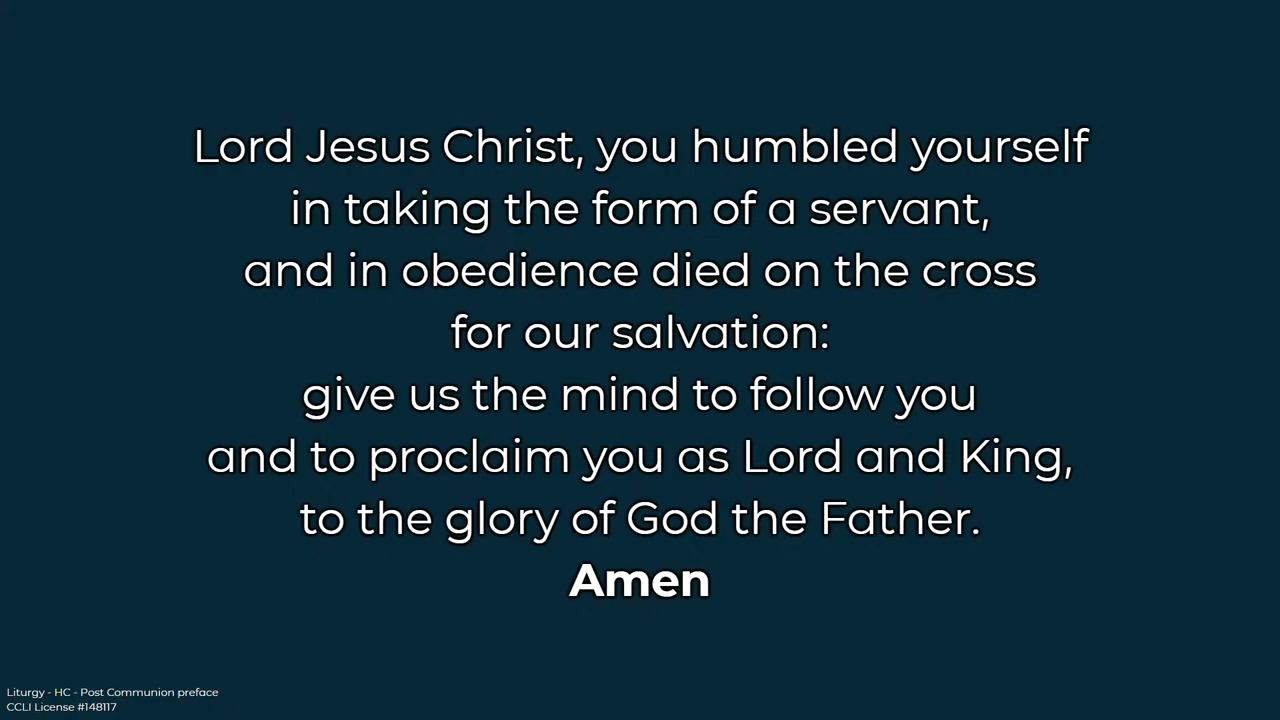 Lord Jesus Christ, you humbled yourself
in taking the form of a servant,
and in obedience died on the cross
for our salvation:
give us the mind to follow you
and to proclaim you as Lord and King,
to the glory of God the Father.
Amen
Liturgy - HC - Post Communion preface
CCLI License #148117